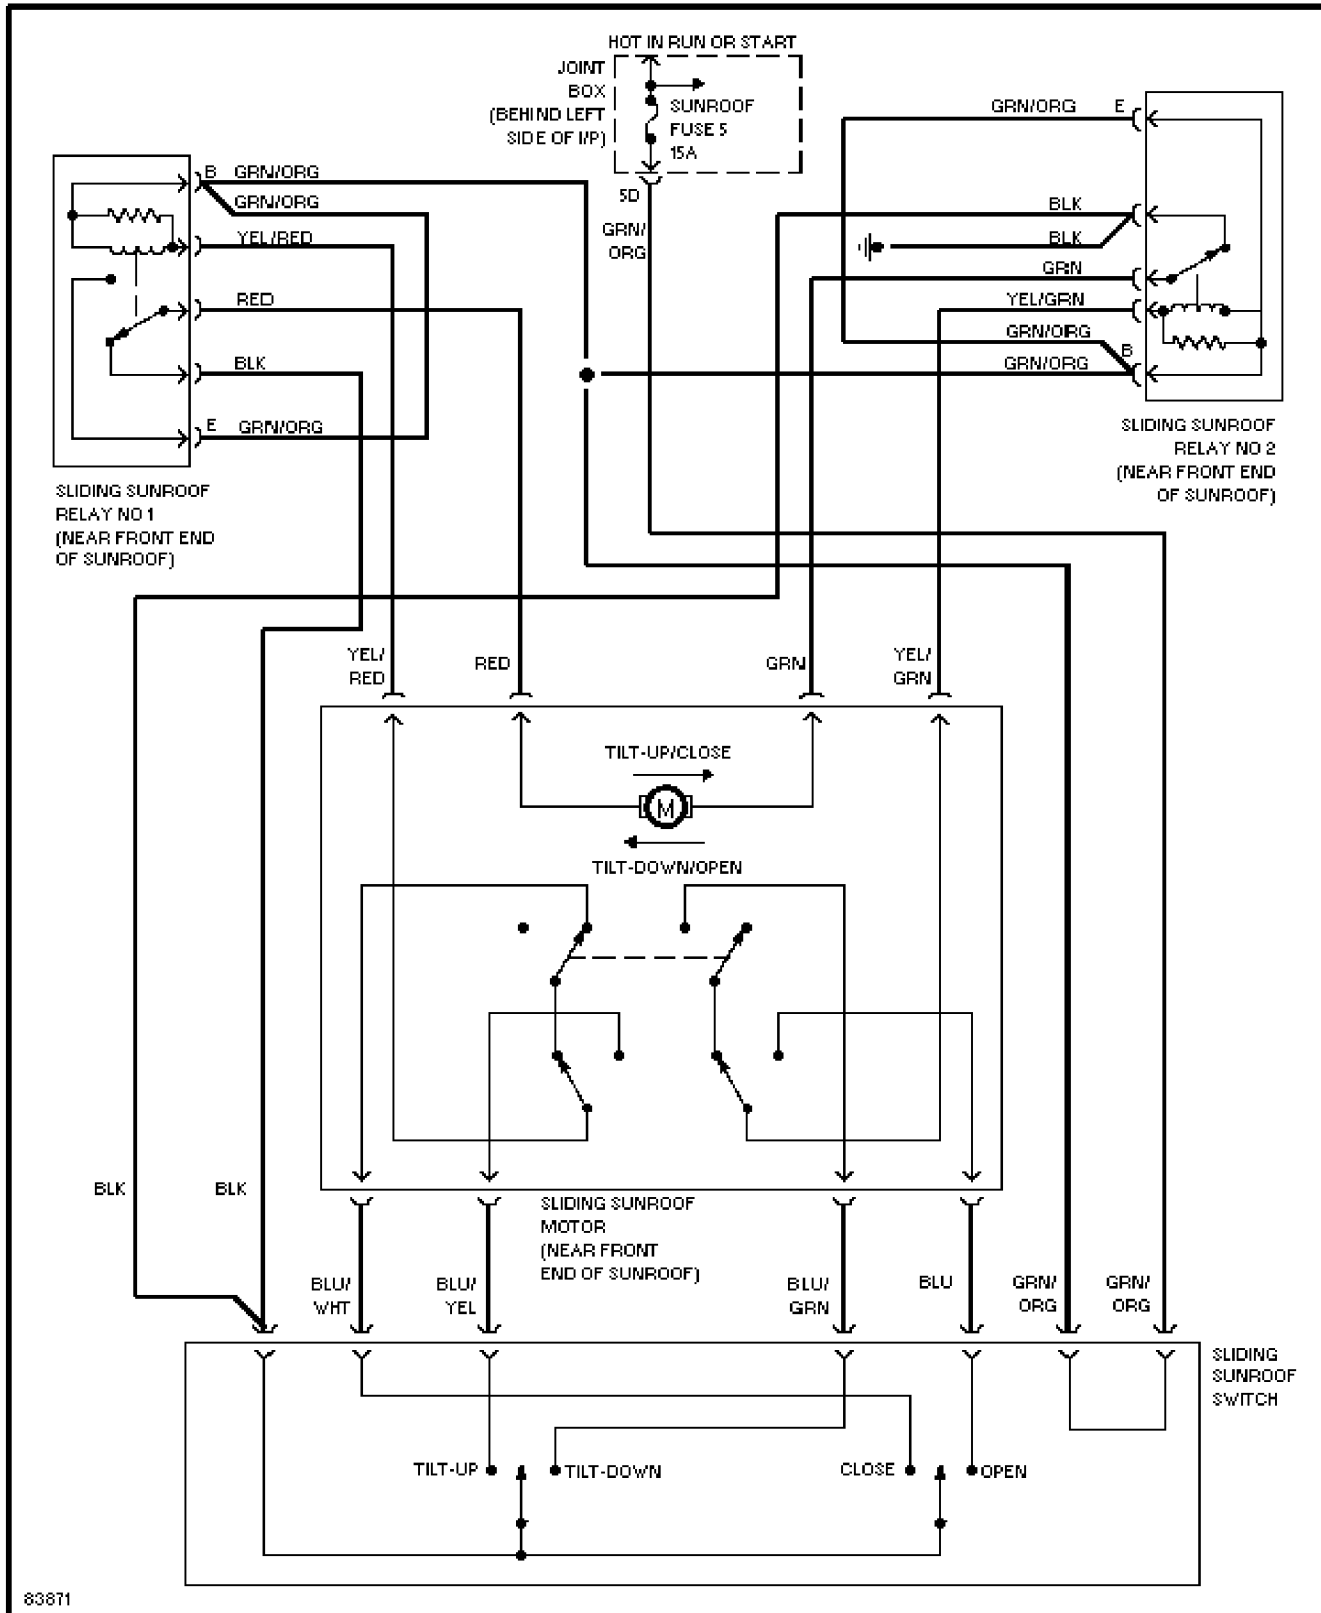 HOT IN RUN OR START
JOINT
BOX
(BEHIND LEFT
SIDE OF I/P)
SUNROOF
FUSE 5
15A
5D
GRN/
ORG
B GRN/ORG
GRN/ORG
YEL/RED
RED
BLK
E GRN/ORG
SLIDING SUNROOF
RELAY NO 1
(NEAR FRONT END
OF SUNROOF)
GRN/ORG E
BLK
BLK
GRN
YEL/GRN
GRN/ORG
B
GRN/ORG
SLIDING SUNROOF
RELAY NO 2
(NEAR FRONT END
OF SUNROOF)
YEL/
RED
RED
GRN
YEL/
GRN
TILT-UP/CLOSE
M
TILT-DOWN/OPEN
BLK
BLK
SLIDING SUNROOF
MOTOR
(NEAR FRONT
END OF SUNROOF)
BLU/
WHT
BLU/
YEL
BLU/
GRN
BLU
GRN/
ORG
GRN/
ORG
SLIDING
SUNROOF
SWITCH
TILT-UP
TILT-DOWN
CLOSE
OPEN
83871